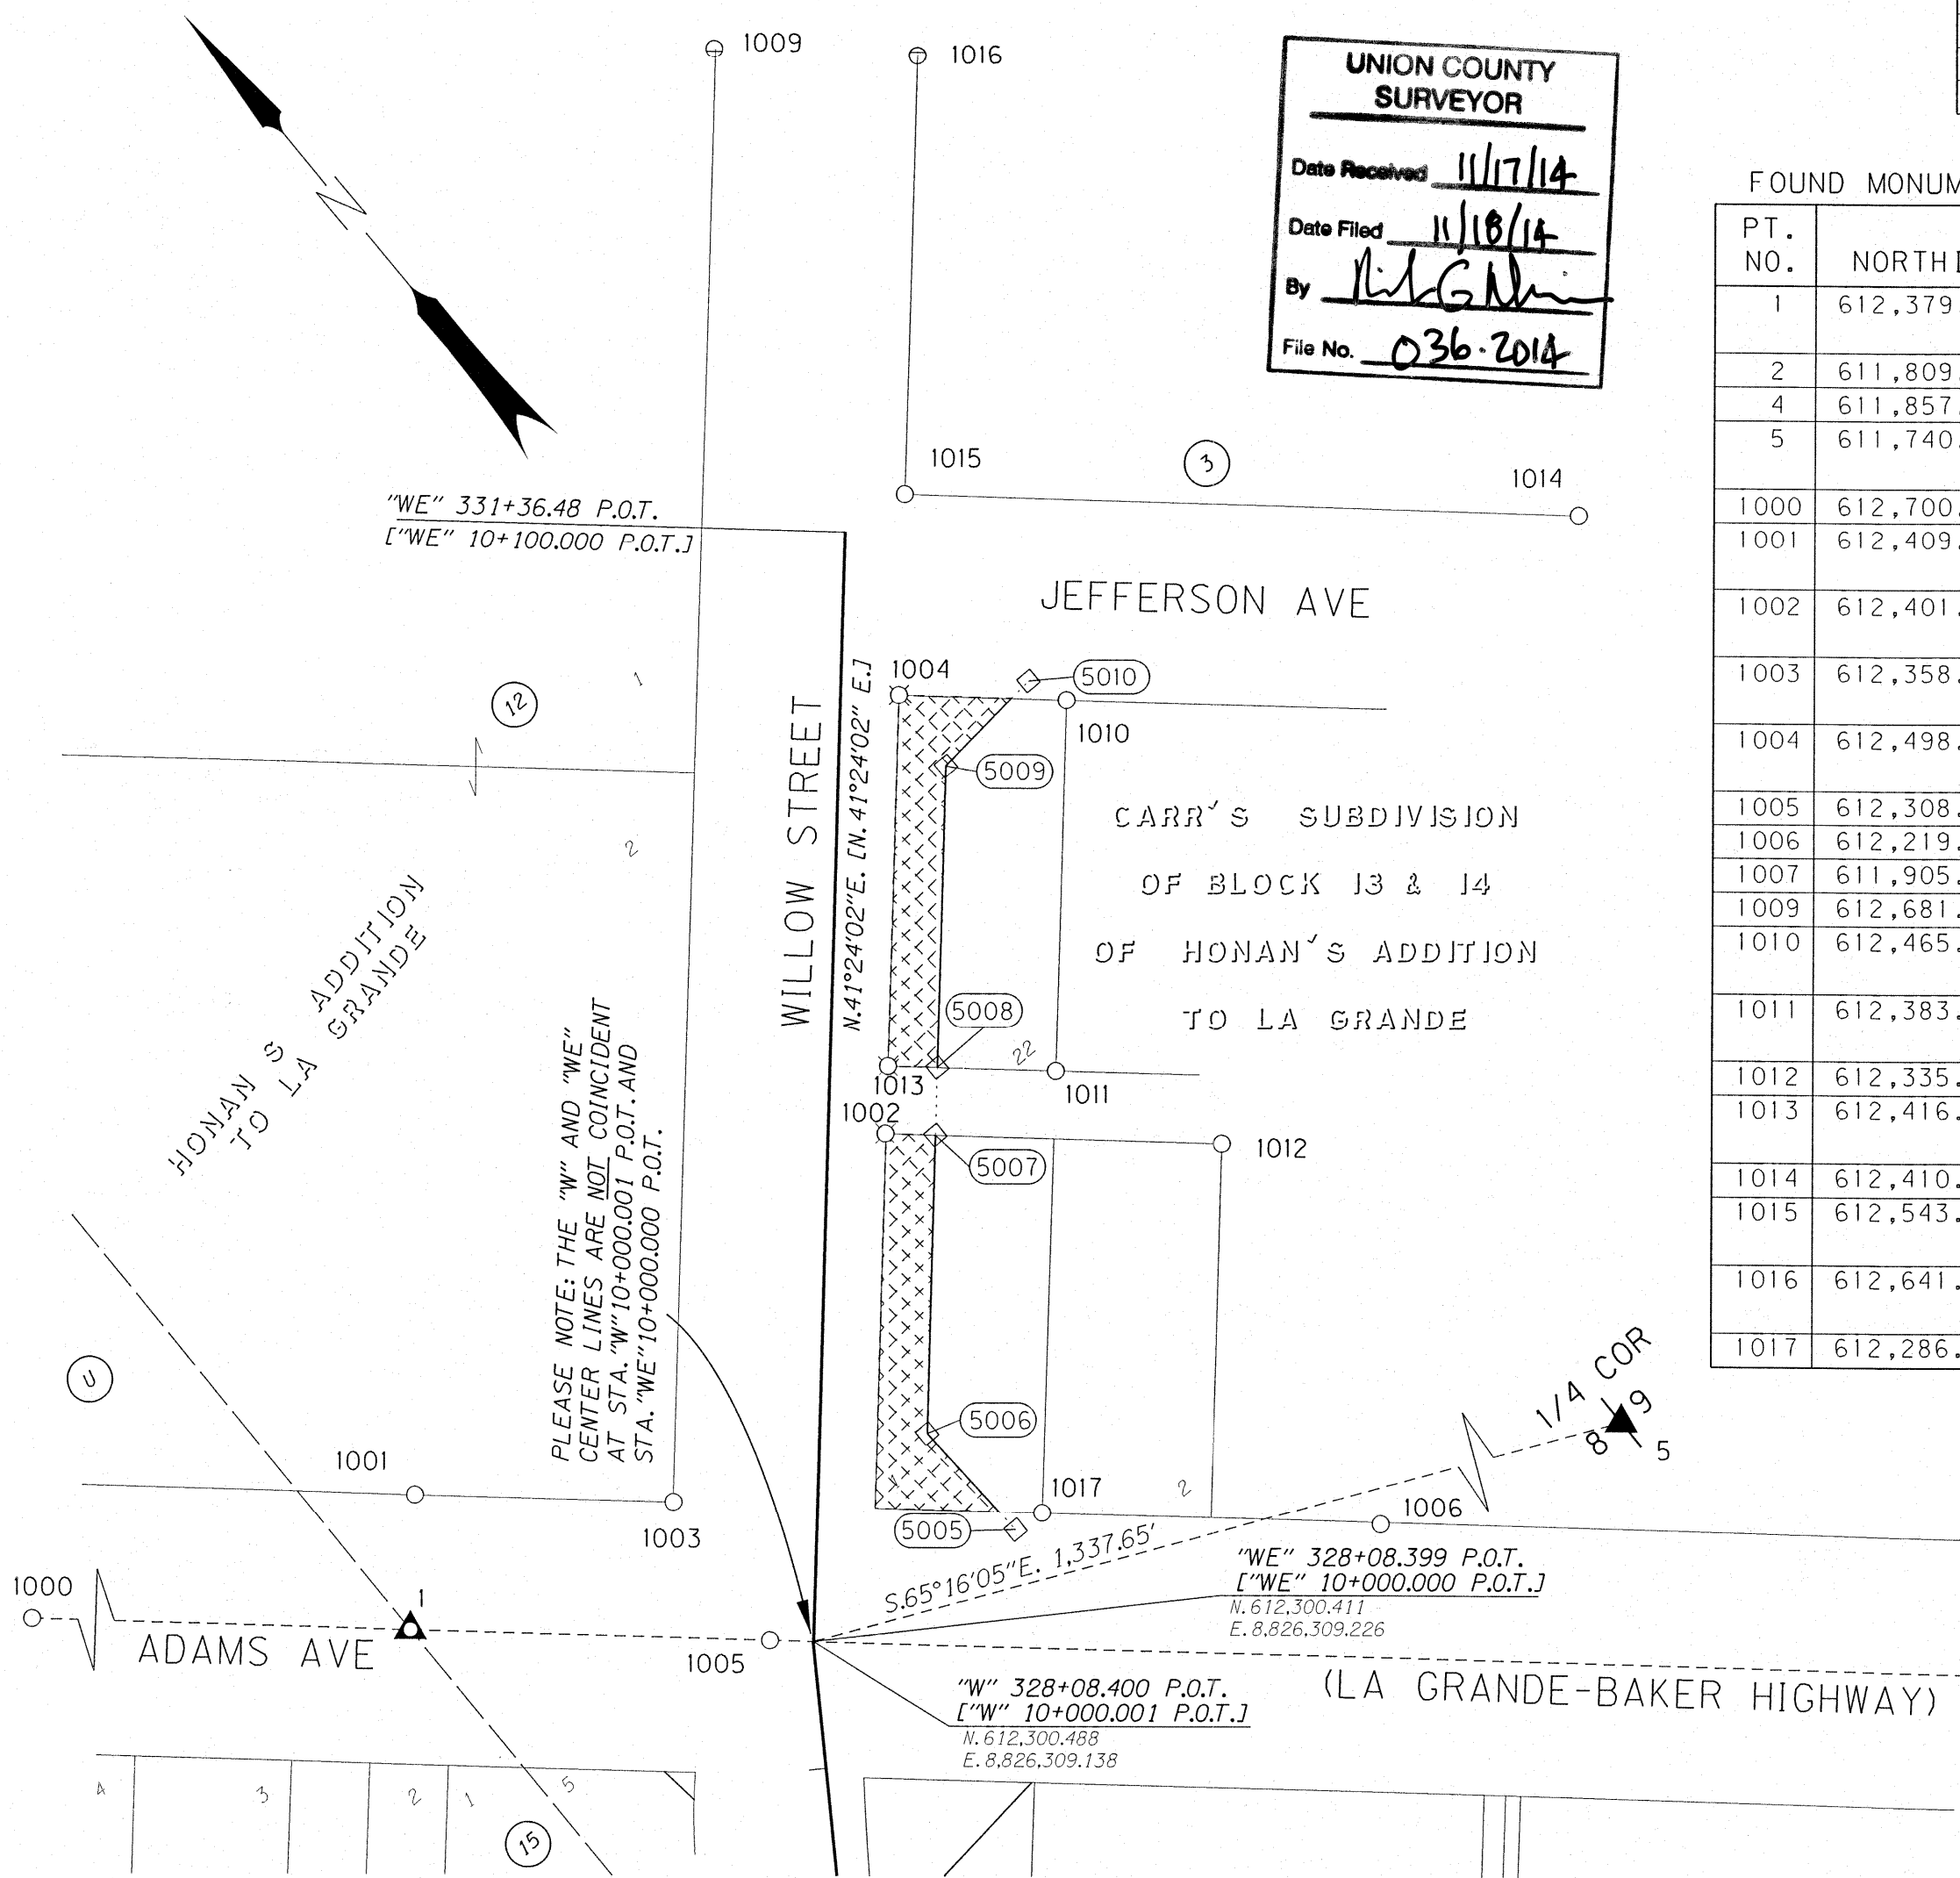 1009
1016
UNION COUNTY
SURVEYOR
Date Received 11/17/14
Date Filed 11/18/14
By
File No. 036-2014
N
FOUND MONUM
PT.
NO.
NORTHI
1 612,379
2 611,809.
4 611,857.
5 611,740.
1000 612,700.
1001 612,409.
1002 612,401.
1003 612,358.
1004 612,498.
1005 612,308.
1006 612,219.
1007 611,905.
1009 612,681.
1010 612,465.
1011 612,383.
1012 612,335.
1013 612,416.
1014 612,410.
1015 612,543.
1016 612,641.
1017 612,286.
1015
3
1014
"WE" 331+36.48 P.O.T.
["WE" 10+100.000 P.O.T.]
JEFFERSON AVE
1004
5010
1010
5009
12
1
2
WILLOW STREET
N.41°24'02"E. [N.41°24'02" E.]
CARR'S SUBDIVISION
OF BLOCK 13 & 14
OF HONAN'S ADDITION
TO LA GRANDE
HONAN S ADDITION
TO LA GRANDE
5008
22
1013
1011
1002
5007
1012
PLEASE NOTE: THE "W" AND "WE"
CENTER LINES ARE NOT COINCIDENT
AT STA. "W"10+000.001 P.O.T. AND
STA."WE"10+000.000 P.O.T.
U
1001
1003
5006
1017
2
5005
1006
1/4 COR
8
9
5
S.65°16'05"E. 1,337.65'
"WE" 328+08.399 P.O.T.
["WE" 10+000.000 P.O.T.]
N.612,300.411
E.8,826,309.226
1000
1
ADAMS AVE
1005
"W" 328+08.400 P.O.T.
["W" 10+000.001 P.O.T.]
N.612,300.488
E.8,826,309.138
(LA GRANDE-BAKER HIGHWAY)
4
3
2
1
5
15